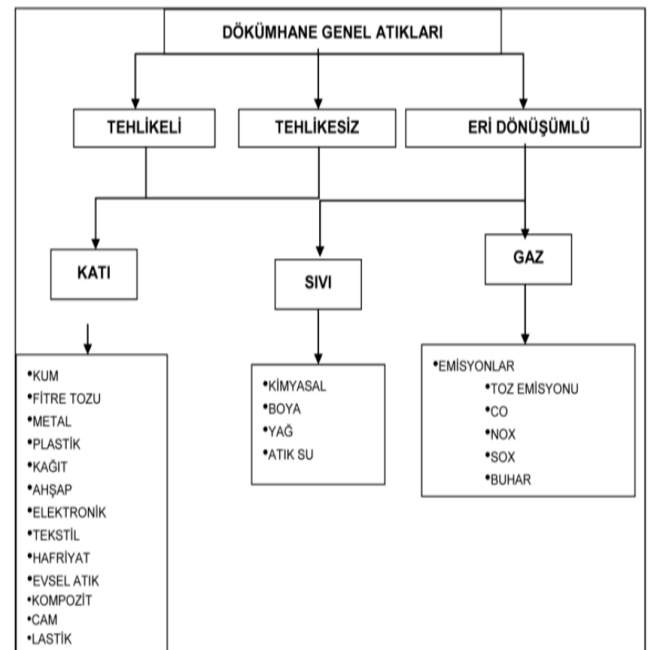 DÖKÜMHANE GENEL ATIKLARI
TEHLİKELİ
TEHLİKESİZ
ERİ DÖNÜŞÜMLÜ
KATI
SIVI
GAZ
•KUM
•FİTRE TOZU
•METAL
•PLASTİK
•KAĞIT
•AHŞAP
•ELEKTRONİK
•TEKSTİL
•HAFRİYAT
•EVSEL ATIK
•KOMPOZİT
•CAM
•LASTİK
•KİMYASAL
•BOYA
•YAĞ
•ATIK SU
•EMİSYONLAR
•TOZ EMİSYONU
•CO
•NOX
•SOX
•BUHAR